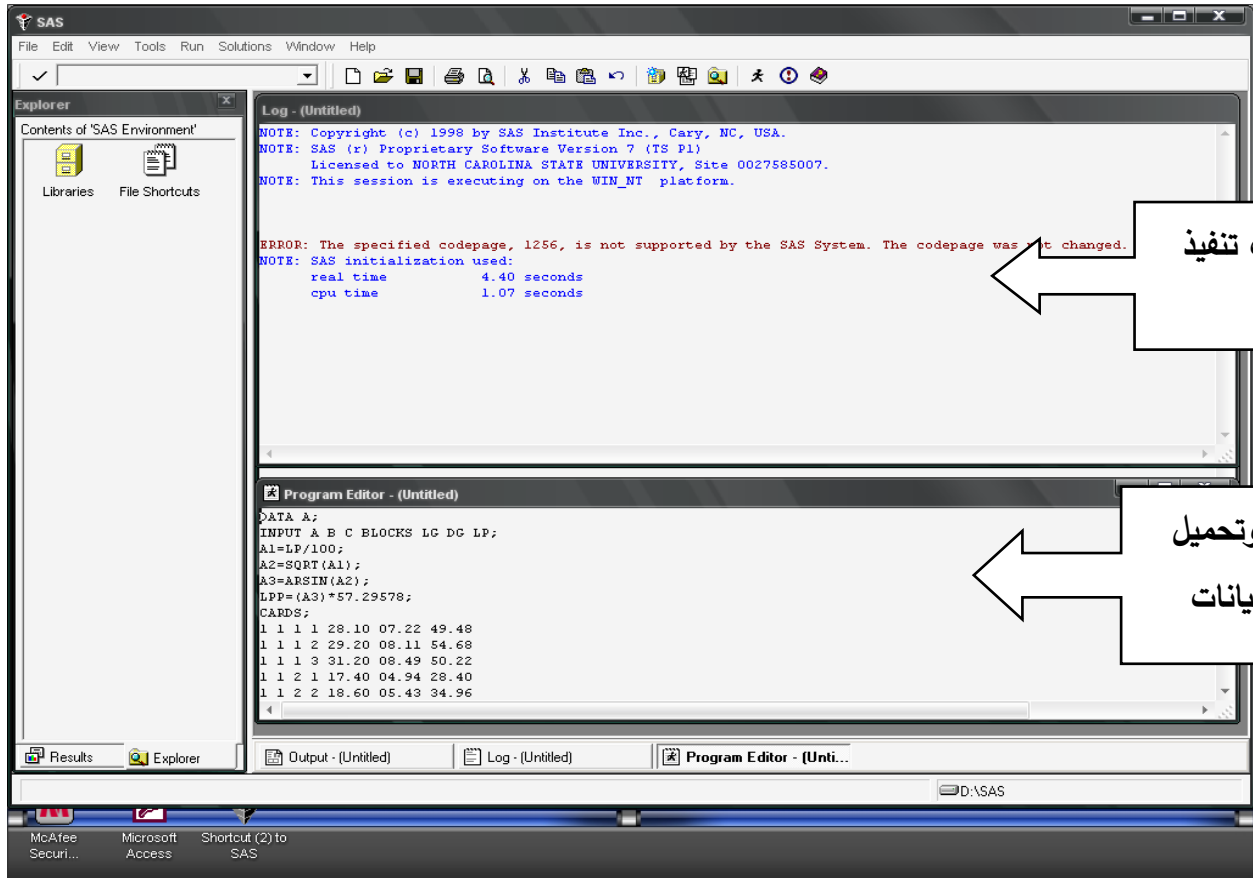 SAS
File Edit View Tools Run Solutions Window Help
Explorer
Contents of 'SAS Environment'
Libraries File Shortcuts
Log - (Untitled)
NOTE: Copyright (c) 1998 by SAS Institute Inc., Cary, NC, USA.
NOTE: SAS (r) Proprietary Software Version 7 (TS P1)
Licensed to NORTH CAROLINA STATE UNIVERSITY, Site 0027585007.
NOTE: This session is executing on the WIN_NT platform.
ERROR: The specified codepage, 1256, is not supported by the SAS System. The codepage was not changed.
NOTE: SAS initialization used:
real time 4.40 seconds
cpu time 1.07 seconds
تنفيذ
Program Editor - (Untitled)
DATA A;
INPUT A B C BLOCKS LG DG LP;
A1=LP/100;
A2=SQRT(A1);
A3=ARSIN(A2);
LPP=(A3)*57.29578;
CARDS;
1 1 1 1 28.10 07.22 49.48
1 1 1 2 29.20 08.11 54.68
1 1 1 3 31.20 08.49 50.22
1 1 2 1 17.40 04.94 28.40
1 1 2 2 18.60 05.43 34.96
وتحميل
يانات
Results Explorer
Output - (Untitled) Log - (Untitled) Program Editor - (Unti...
D:\SAS
McAfee Securi...
Microsoft Access
Shortcut (2) to SAS